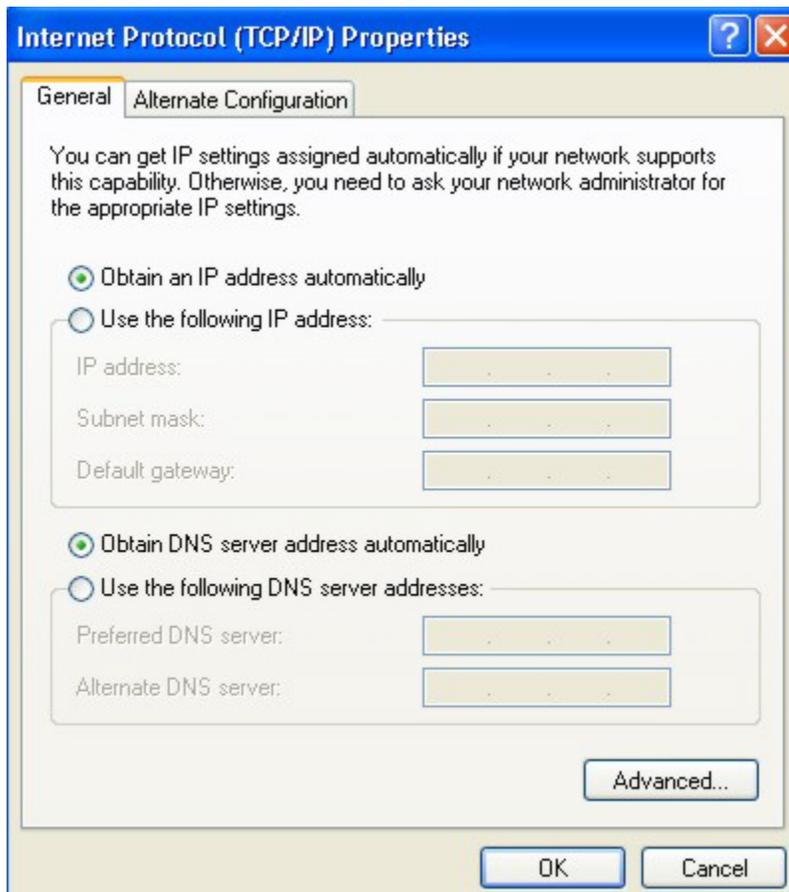 Internet Protocol (TCP/IP) Properties
General
Alternate Configuration
You can get IP settings assigned automatically if your network supports
this capability. Otherwise, you need to ask your network administrator for
the appropriate IP settings.
Obtain an IP address automatically
Use the following IP address:
IP address:
Subnet mask:
Default gateway:
Obtain DNS server address automatically
Use the following DNS server addresses:
Preferred DNS server:
Alternate DNS server:
Advanced...
OK
Cancel